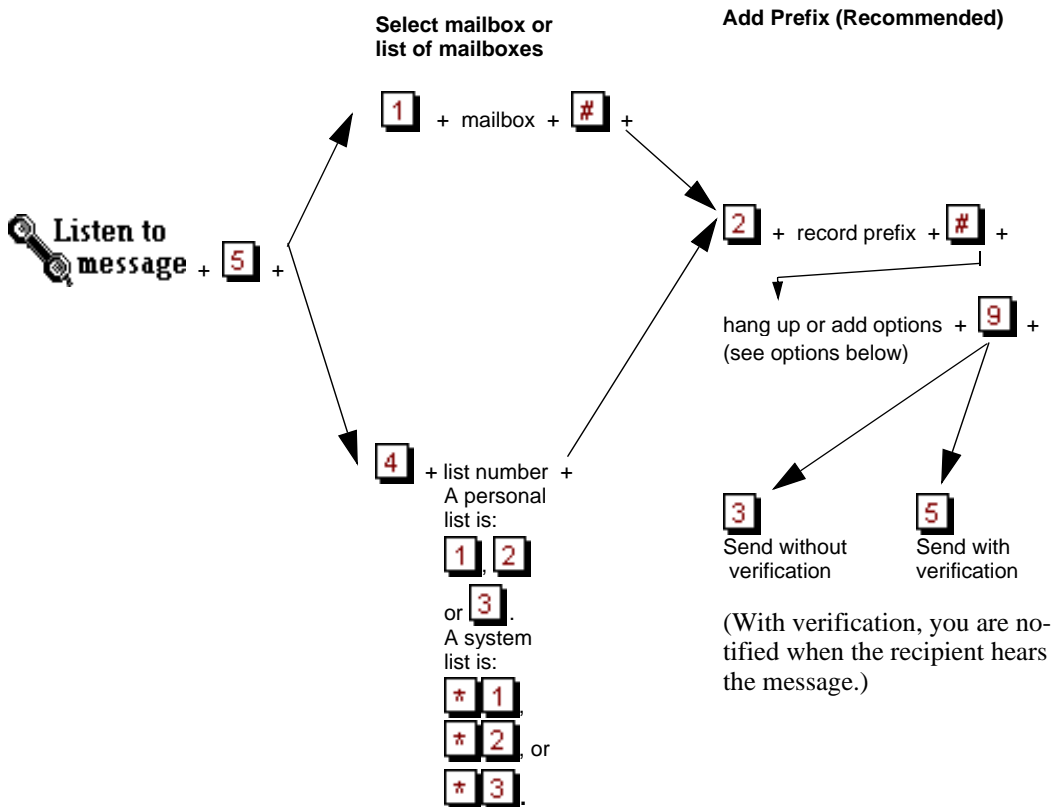 Select mailbox or
list of mailboxes
Add Prefix (Recommended)
1 + mailbox + # +
Listen to
message + 5 +
2 + record prefix + # +
hang up or add options + 9 +
(see options below)
4 + list number +
A personal
list is:
1, 2
or 3.
A system
list is:
* 1,
* 2, or
* 3.
3
Send without
verification
5
Send with
verification
(With verification, you are no-
tified when the recipient hears
the message.)